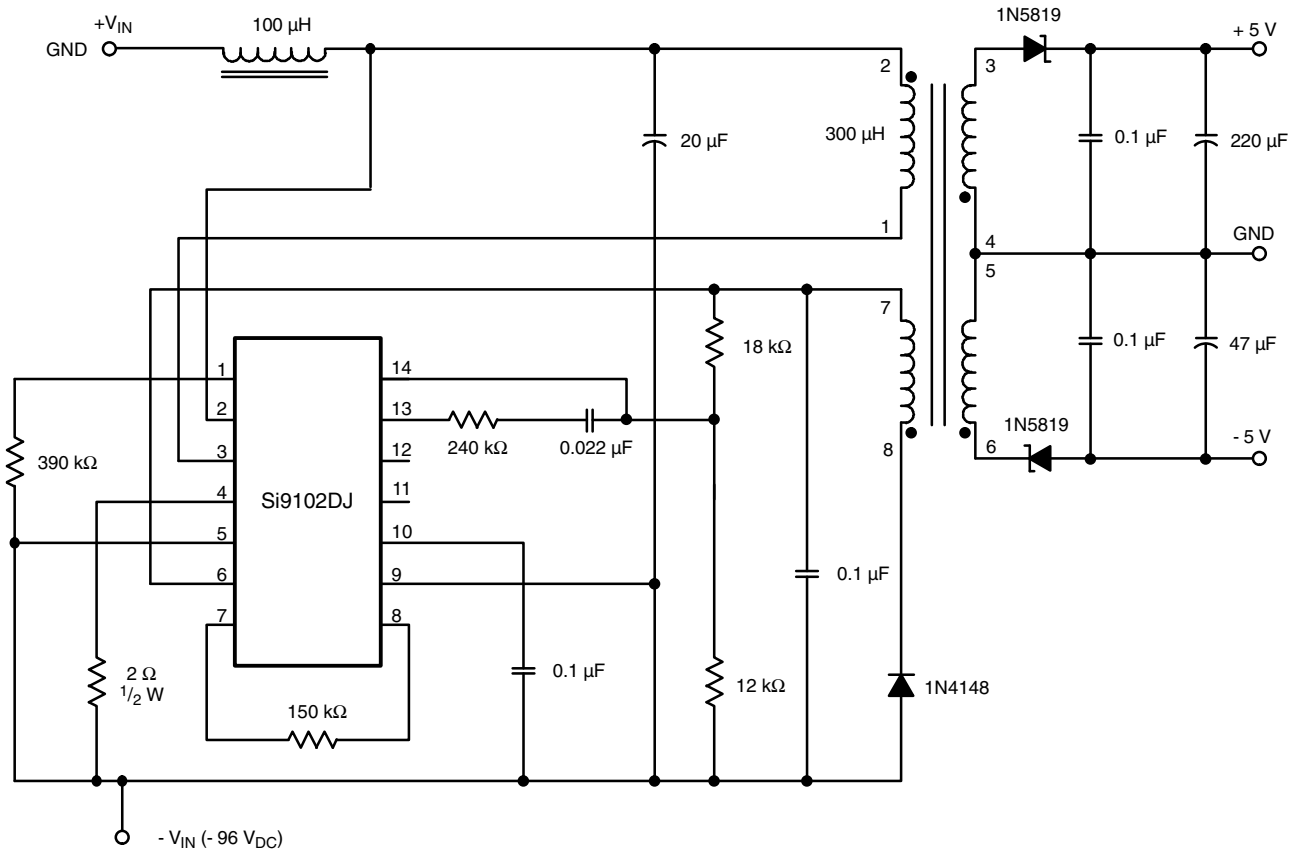 +V_IN
GND
100 µH
1N5819
+ 5 V
2
3
300 µH
20 µF
0.1 µF
220 µF
1
4
GND
5
7
18 kΩ
0.1 µF
47 µF
1
14
2
13
240 kΩ
0.022 µF
8
1N5819
6
- 5 V
390 kΩ
3
12
4
Si9102DJ
11
5
10
6
9
0.1 µF
7
8
2 Ω
1/2 W
0.1 µF
12 kΩ
1N4148
150 kΩ
- V_IN (- 96 V_DC)